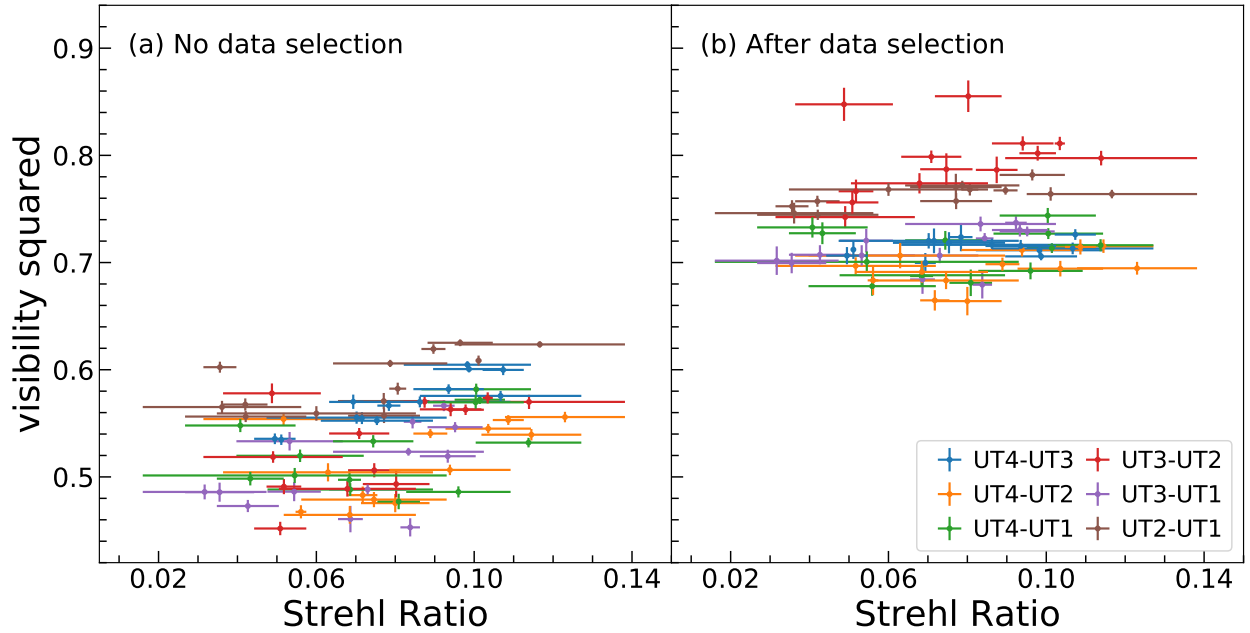 (a) No data selection
(b) After data selection
visibility squared
0.9
0.8
0.7
0.6
0.5
UT4-UT3
UT4-UT2
UT4-UT1
UT3-UT2
UT3-UT1
UT2-UT1
0.02 0.06 0.10 0.14
0.02 0.06 0.10 0.14
Strehl Ratio
Strehl Ratio